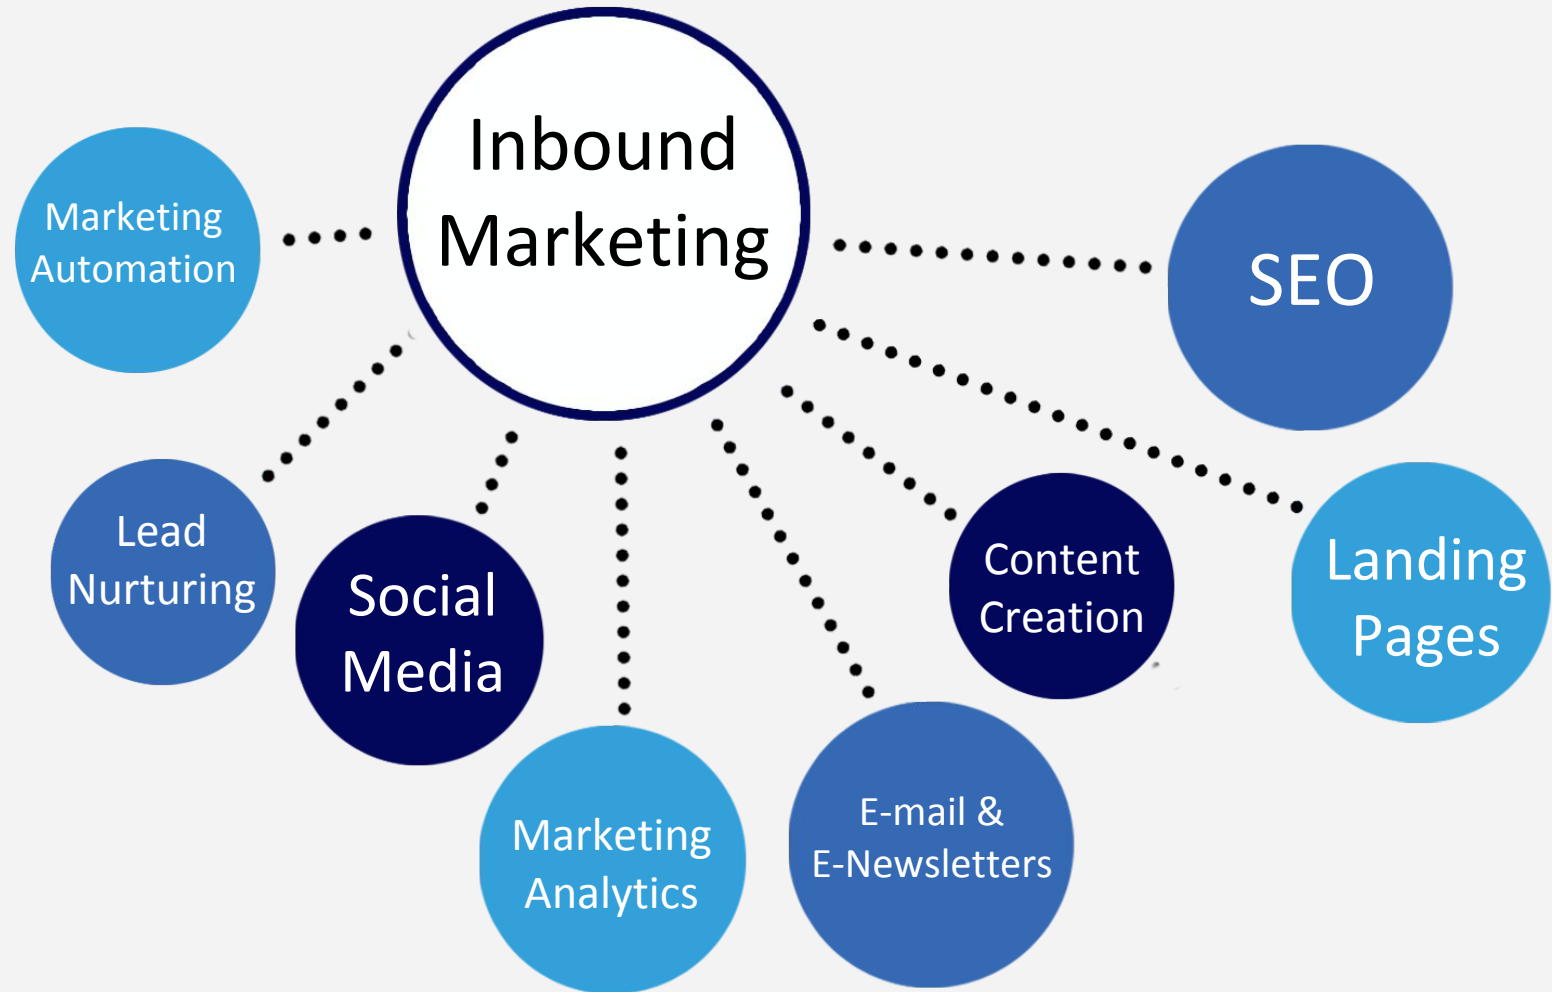 Inbound
Marketing
Marketing
Automation
SEO
Lead
Nurturing
Social
Media
Content
Creation
Landing
Pages
Marketing
Analytics
E-mail &
E-Newsletters